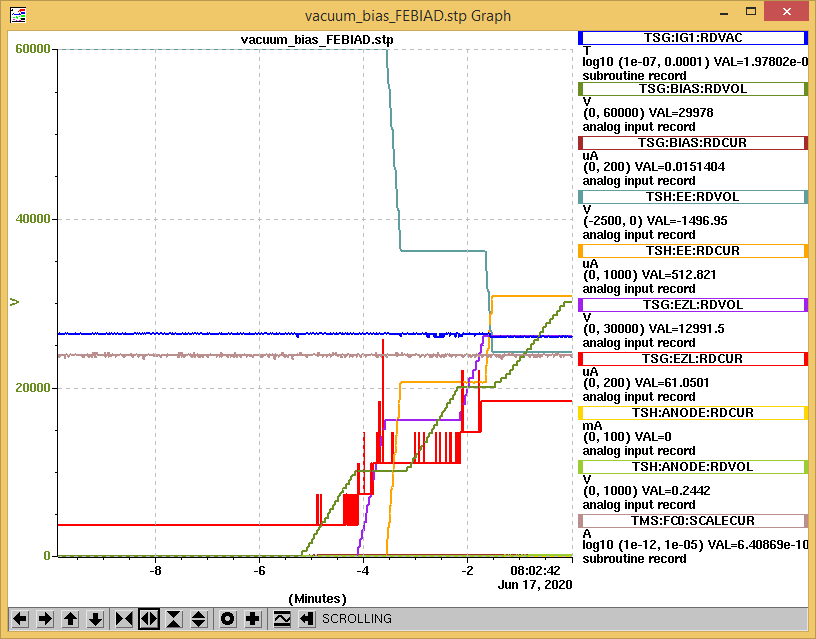 vacuum_bias_FEBIAD.stp Graph
vacuum_bias_FEBIAD.stp
60000
40000
20000
0
V
-8
-6
-4
-2
08:02:42
Jun 17, 2020
(Minutes)
TSG:IG1:RDVAC
T
log10 (1e-07, 0.0001) VAL=1.97802e-0
subroutine record
TSG:BIAS:RDVOL
V
(0, 60000) VAL=29978
analog input record
TSG:BIAS:RDCUR
uA
(0, 200) VAL=0.0151404
analog input record
TSH:EE:RDVOL
V
(-2500, 0) VAL=-1496.95
analog input record
TSH:EE:RDCUR
uA
(0, 1000) VAL=512.821
analog input record
TSG:EZL:RDVOL
V
(0, 30000) VAL=12991.5
analog input record
TSG:EZL:RDCUR
uA
(0, 200) VAL=61.0501
analog input record
TSH:ANODE:RDCUR
mA
(0, 100) VAL=0
analog input record
TSH:ANODE:RDVOL
V
(0, 1000) VAL=0.2442
analog input record
TMS:FC0:SCALECUR
A
log10 (1e-12, 1e-05) VAL=6.40869e-10
subroutine record
SCROLLING